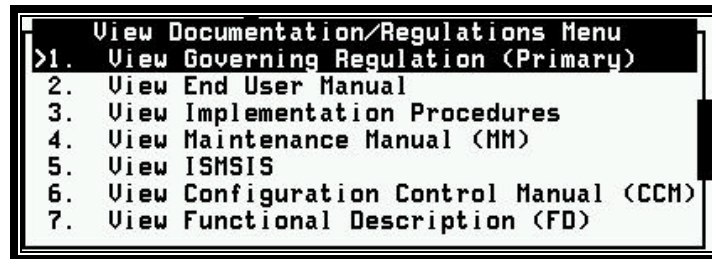 View Documentation/Regulations Menu
>1. View Governing Regulation (Primary)
2. View End User Manual
3. View Implementation Procedures
4. View Maintenance Manual (MM)
5. View ISMSIS
6. View Configuration Control Manual (CCM)
7. View Functional Description (FD)